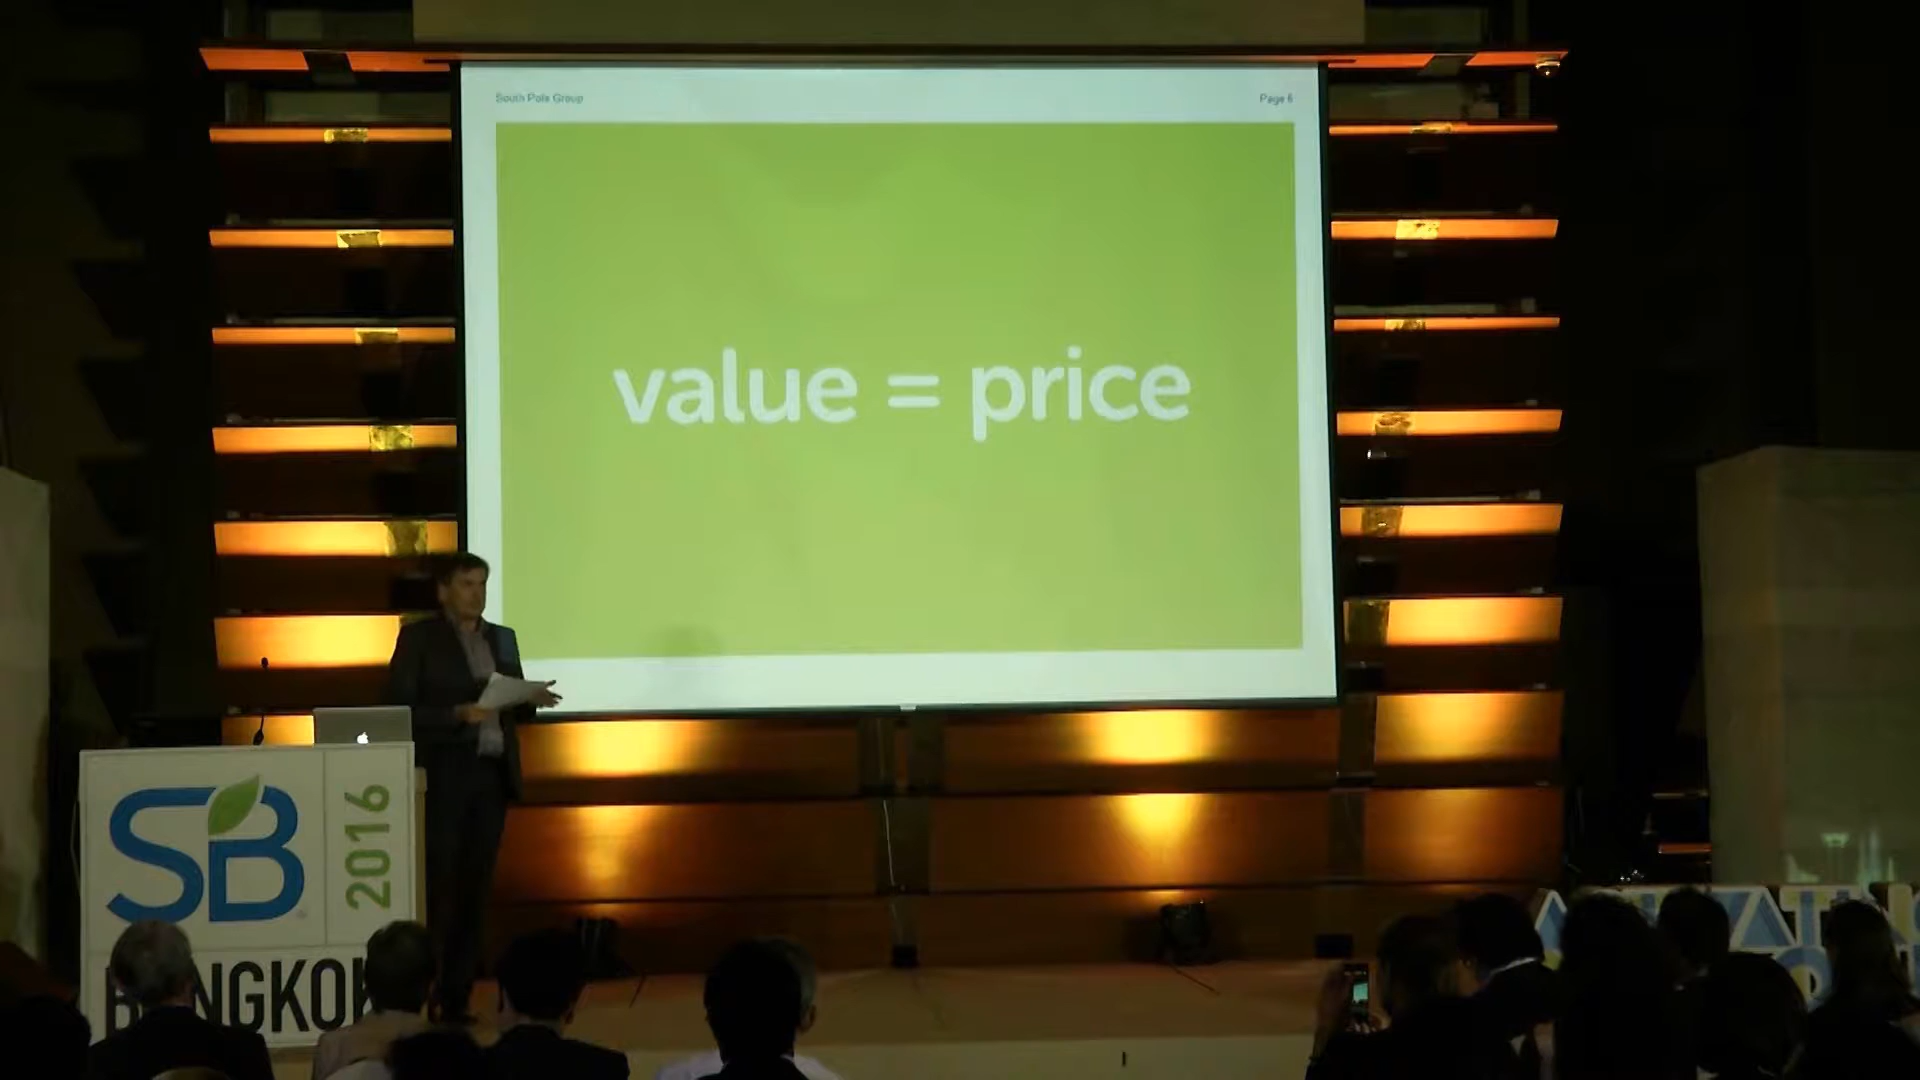 South Pole Group
Page 6
value = price
SB
2016
BANGKOK